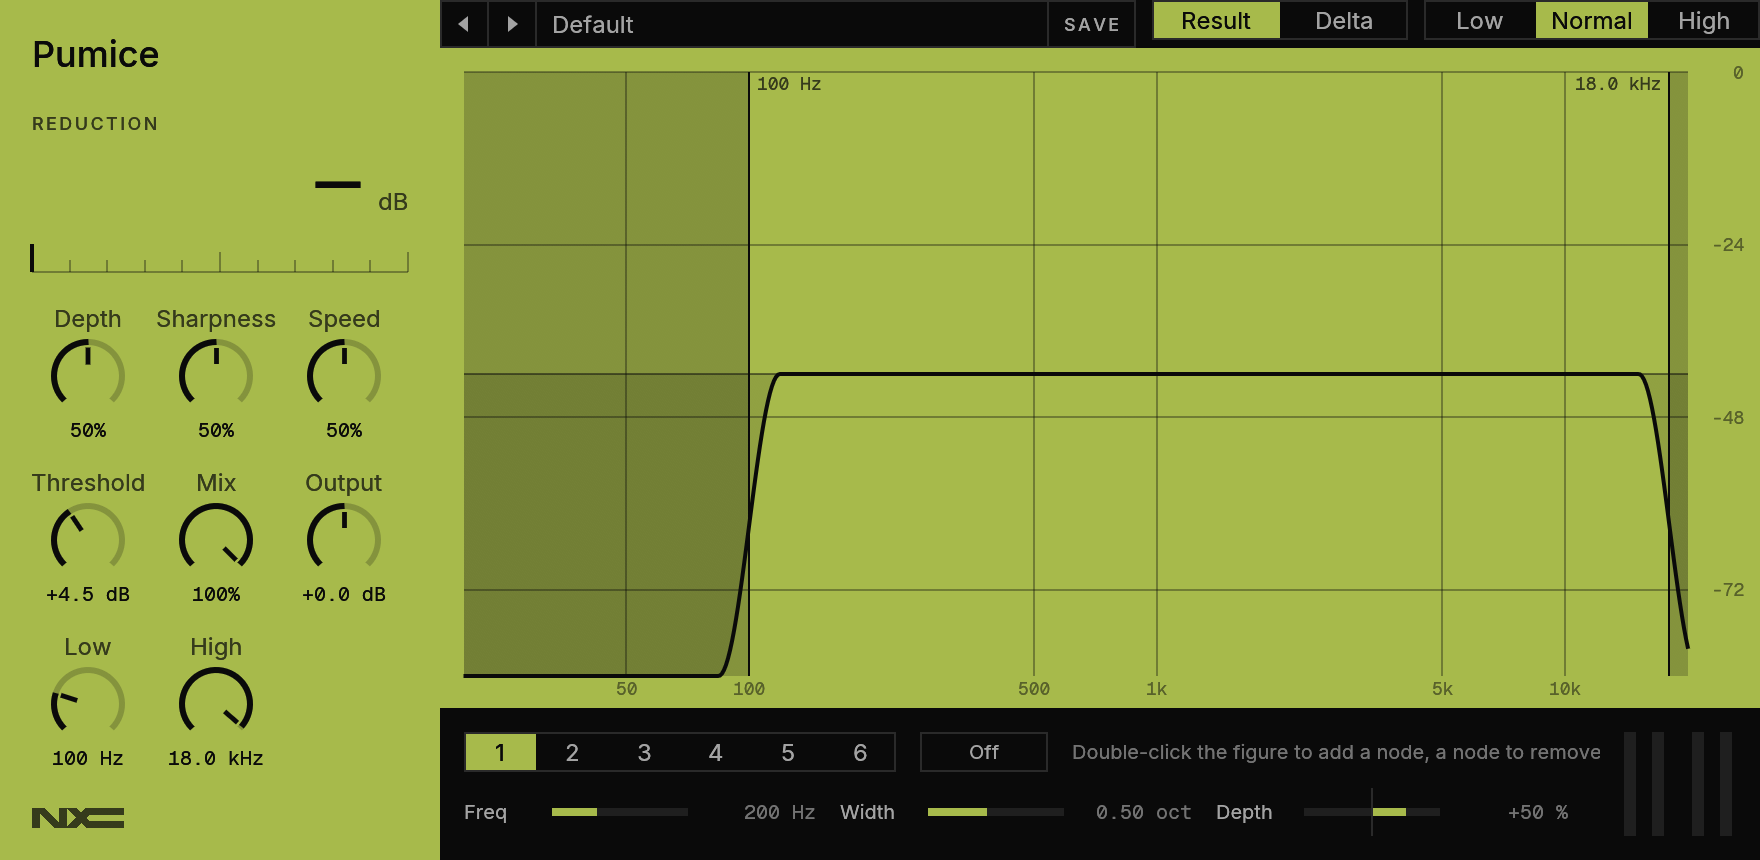 Pumice
REDUCTION
dB
Depth Sharpness Speed
50% 50% 50%
Threshold Mix Output
+4.5 dB 100% +0.0 dB
Low High
100 Hz 18.0 kHz
NXE
Default SAVE Result Delta Low Normal High
100 Hz 18.0 kHz 0
-24
-48
-72
50 100 500 1k 5k 10k
1 2 3 4 5 6 Off Double-click the figure to add a node, a node to remove
Freq 200 Hz Width 0.50 oct Depth +50 %